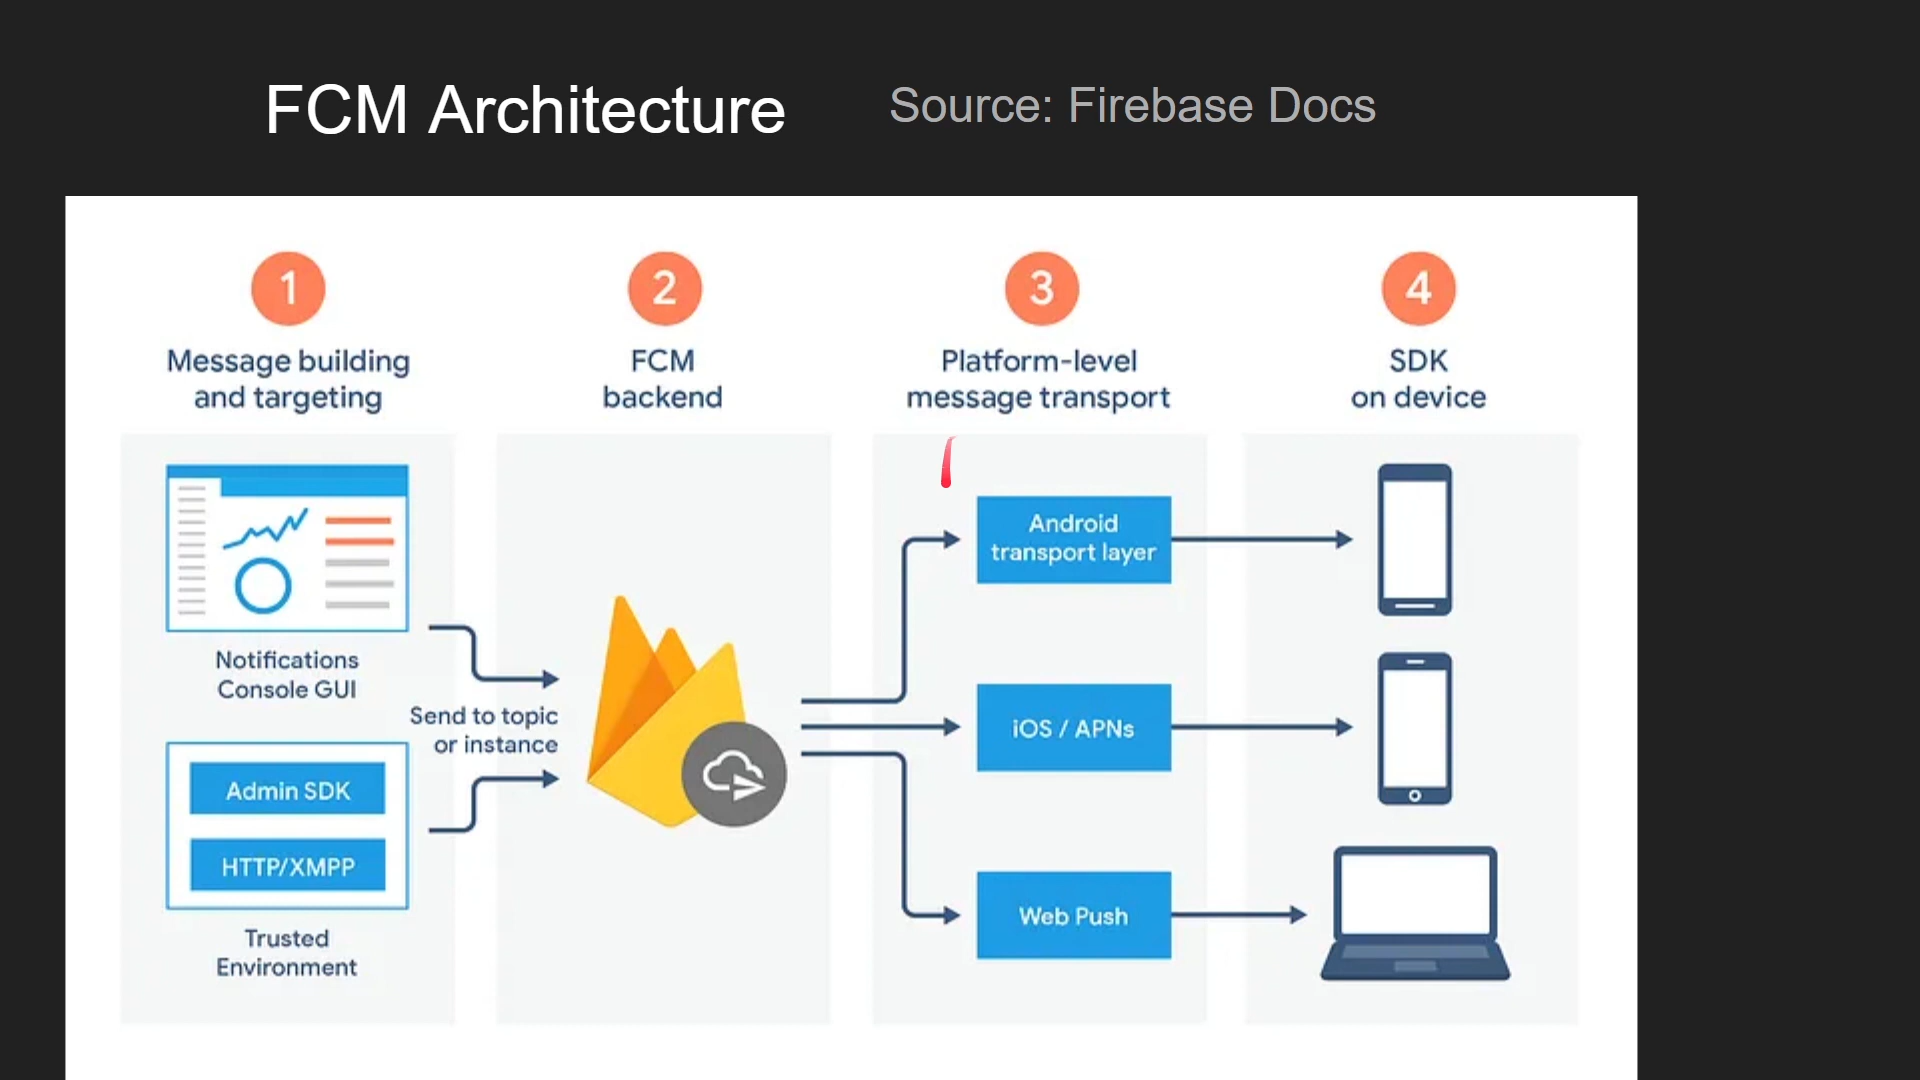 FCM Architecture
Source: Firebase Docs
1
Message building
and targeting
2
FCM
backend
3
Platform-level
message transport
4
SDK
on device
Notifications
Console GUI
Send to topic
or instance
Admin SDK
HTTP/XMPP
Trusted
Environment
Android
transport layer
iOS / APNs
Web Push